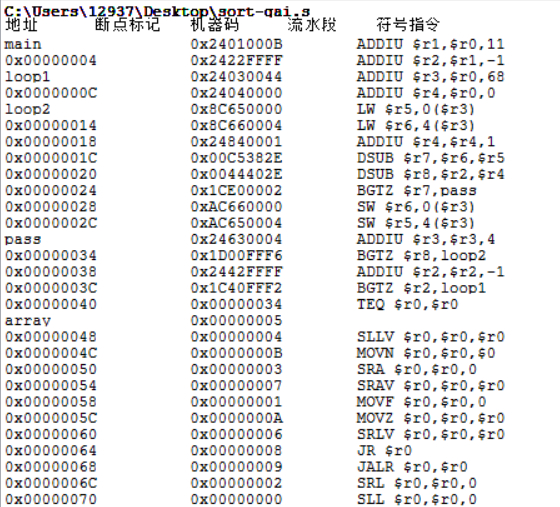 C:\Users\12937\Desktop\sort-gai.s
地址 断点标记 机器码 流水段 符号指令
main 0x2401000B ADDIU $r1,$r0,11
0x00000004 0x2422FFFF ADDIU $r2,$r1,-1
loop1 0x24030044 ADDIU $r3,$r0,68
0x0000000C 0x24040000 ADDIU $r4,$r0,0
loop2 0x8C650000 LW $r5,0($r3)
0x00000014 0x8C660004 LW $r6,4($r3)
0x00000018 0x24840001 ADDIU $r4,$r4,1
0x0000001C 0x00C5382E DSUB $r7,$r6,$r5
0x00000020 0x0044402E DSUB $r8,$r2,$r4
0x00000024 0x1CE00002 BGTZ $r7,pass
0x00000028 0xAC660000 SW $r6,0($r3)
0x0000002C 0xAC650004 SW $r5,4($r3)
pass 0x24630004 ADDIU $r3,$r3,4
0x00000034 0x1D00FFF6 BGTZ $r8,loop2
0x00000038 0x2442FFFF ADDIU $r2,$r2,-1
0x0000003C 0x1C40FFF2 BGTZ $r2,loop1
0x00000040 0x00000034 TEQ $r0,$r0
array 0x00000005
0x00000048 0x00000004 SLLV $r0,$r0,$r0
0x0000004C 0x0000000B MOVN $r0,$r0,$0
0x00000050 0x00000003 SRA $r0,$r0,0
0x00000054 0x00000007 SRAV $r0,$r0,$r0
0x00000058 0x00000001 MOVF $r0,$r0,0
0x0000005C 0x0000000A MOVZ $r0,$r0,$r0
0x00000060 0x00000006 SRLV $r0,$r0,$r0
0x00000064 0x00000008 JR $r0
0x00000068 0x00000009 JALR $r0,$r0
0x0000006C 0x00000002 SRL $r0,$r0,0
0x00000070 0x00000000 SLL $r0,$r0,0